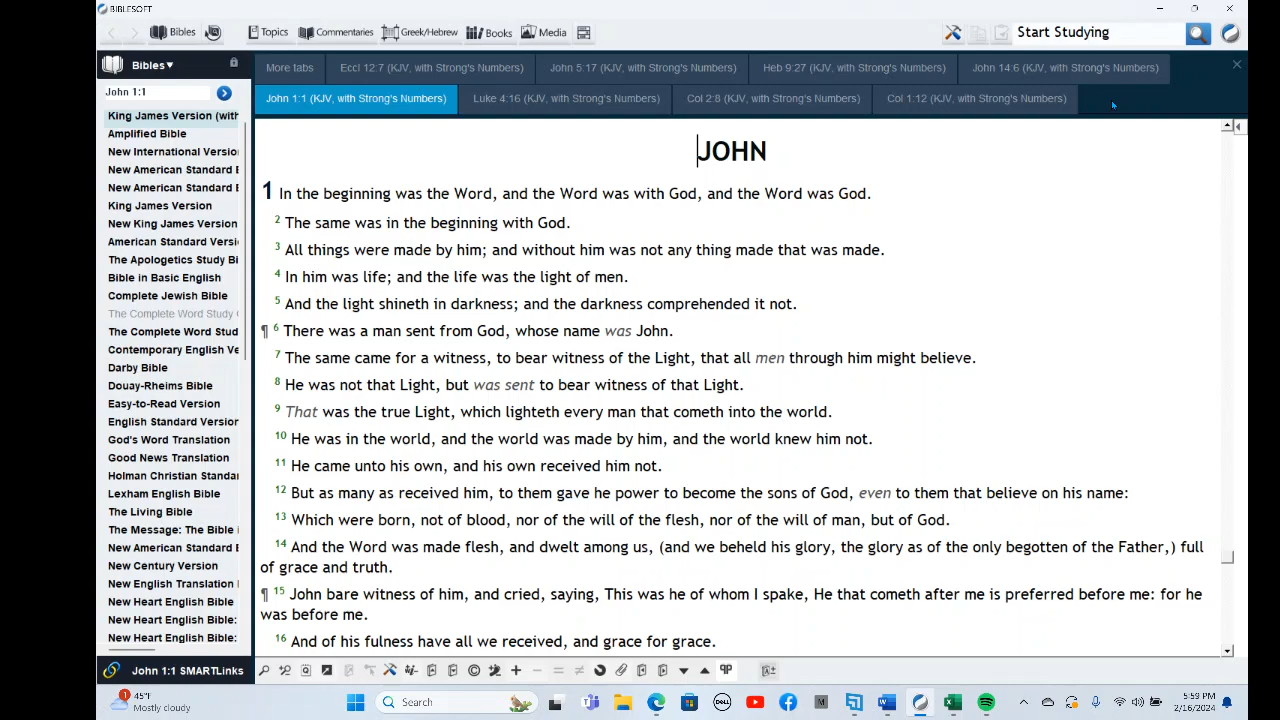 BIBLESOFT
Bibles
Topics
Commentaries
Greek/Hebrew
Books
Media
Start Studying
Bibles▾
More tabs
Eccl 12:7 (KJV, with Strong's Numbers)
John 5:17 (KJV, with Strong's Numbers)
Heb 9:27 (KJV, with Strong's Numbers)
John 14:6 (KJV, with Strong's Numbers)
John 1:1
John 1:1 (KJV, with Strong's Numbers)
Luke 4:16 (KJV, with Strong's Numbers)
Col 2:8 (KJV, with Strong's Numbers)
Col 1:12 (KJV, with Strong's Numbers)
King James Version (with
Amplified Bible
New International Versio
New American Standard E
New American Standard E
King James Version
New King James Version
American Standard Versi
The Apologetics Study Bi
Bible in Basic English
Complete Jewish Bible
The Complete Word Study
The Complete Word Stud
Contemporary English Ve
Darby Bible
Douay-Rheims Bible
Easy-to-Read Version
English Standard Version
God's Word Translation
Good News Translation
Holman Christian Standa
Lexham English Bible
The Living Bible
The Message: The Bible i
New American Standard E
New Century Version
New English Translation
New Heart English Bible
New Heart English Bible:
New Heart English Bible:
JOHN
1 In the beginning was the Word, and the Word was with God, and the Word was God.
2 The same was in the beginning with God.
3 All things were made by him; and without him was not any thing made that was made.
4 In him was life; and the life was the light of men.
5 And the light shineth in darkness; and the darkness comprehended it not.
¶ 6 There was a man sent from God, whose name was John.
7 The same came for a witness, to bear witness of the Light, that all men through him might believe.
8 He was not that Light, but was sent to bear witness of that Light.
9 That was the true Light, which lighteth every man that cometh into the world.
10 He was in the world, and the world was made by him, and the world knew him not.
11 He came unto his own, and his own received him not.
12 But as many as received him, to them gave he power to become the sons of God, even to them that believe on his name:
13 Which were born, not of blood, nor of the will of the flesh, nor of the will of man, but of God.
14 And the Word was made flesh, and dwelt among us, (and we beheld his glory, the glory as of the only begotten of the Father,) full
of grace and truth.
¶ 15 John bare witness of him, and cried, saying, This was he of whom I spake, He that cometh after me is preferred before me: for he
was before me.
16 And of his fulness have all we received, and grace for grace.
John 1:1 SMARTLinks
1
45°F
Mostly cloudy
Search
DELL
M
5:59 PM
2/16/2024